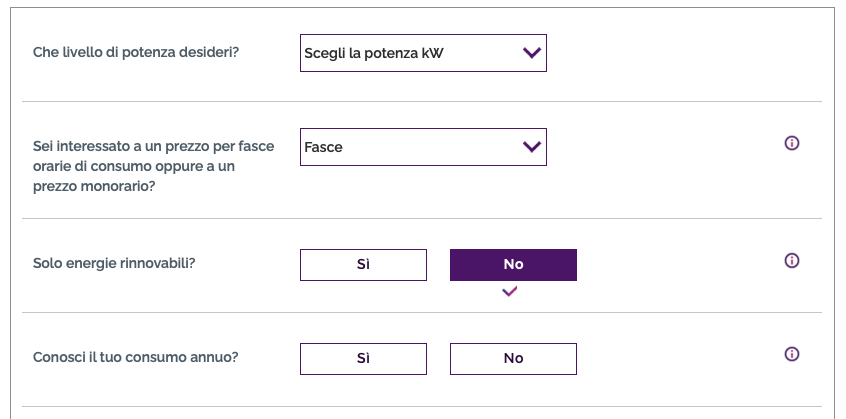 Che livello di potenza desideri?
Scegli la potenza kW
Sei interessato a un prezzo per fasce
orarie di consumo oppure a un
prezzo monorario?
Fasce
Solo energie rinnovabili?
Sì
No
Conosci il tuo consumo annuo?
Sì
No